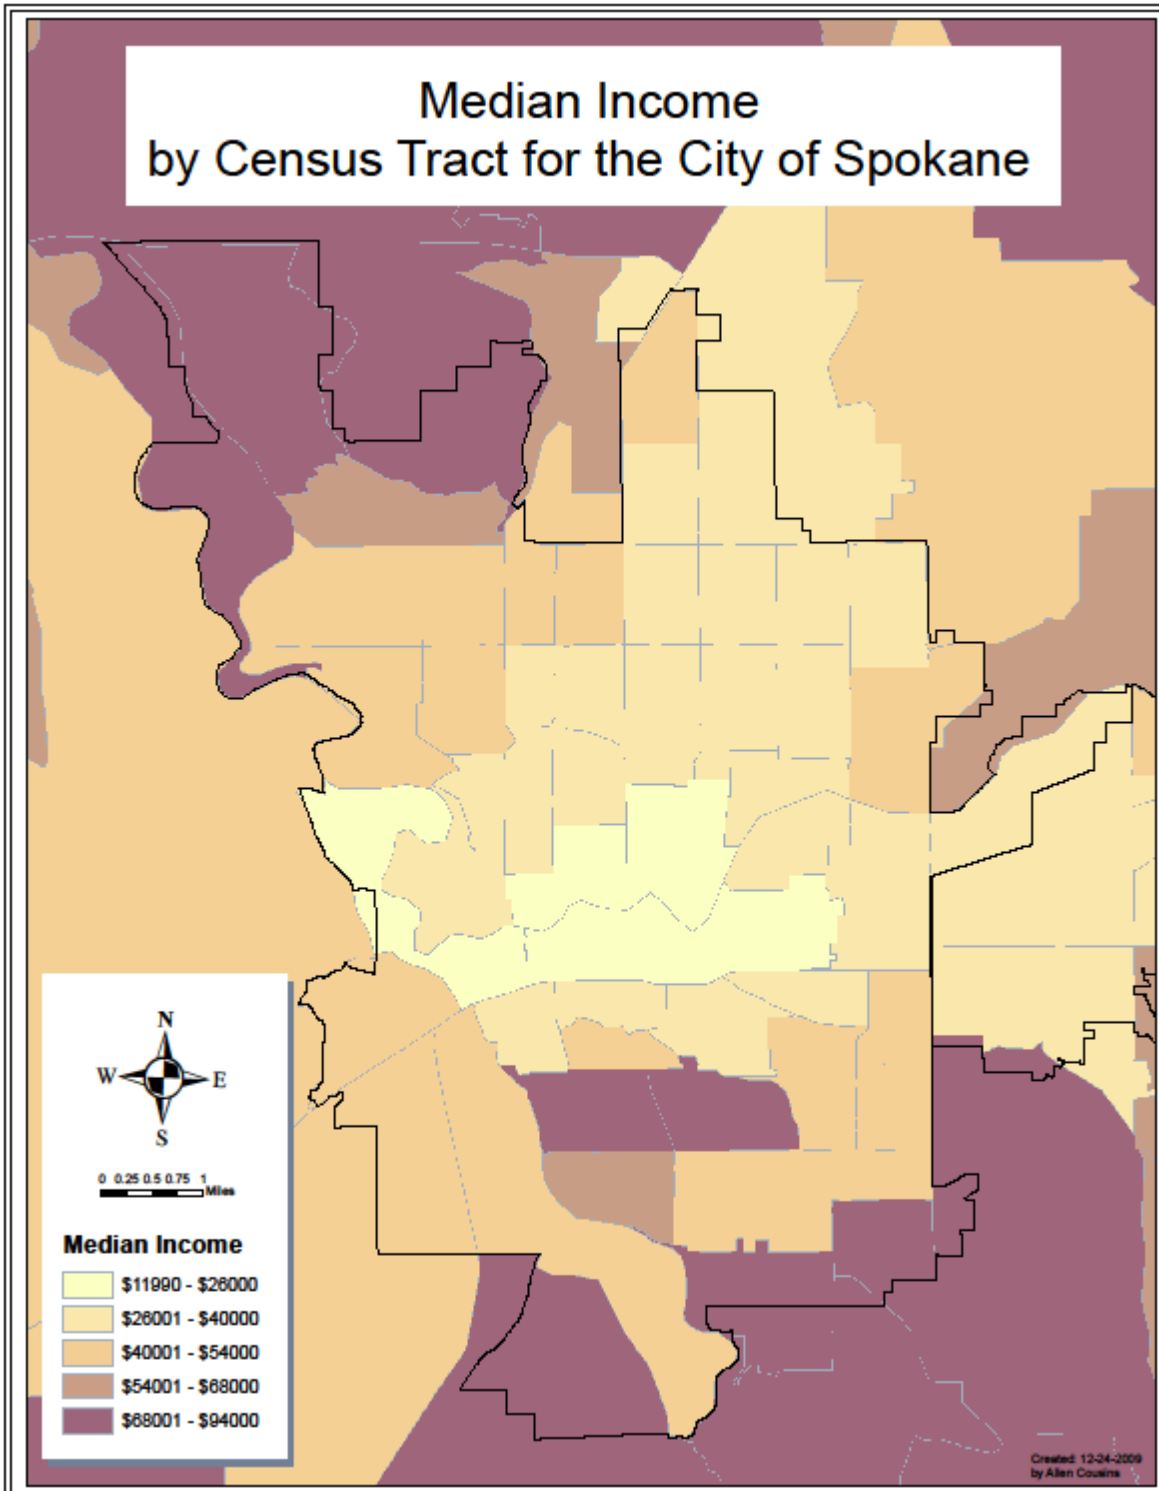 Median Income
by Census Tract for the City of Spokane
N
W E
S
0 0.25 0.5 0.75 1
Miles
Median Income
$11990 - $26000
$26001 - $40000
$40001 - $54000
$54001 - $68000
$68001 - $94000
Created: 12-24-2009
by Allen Cousins